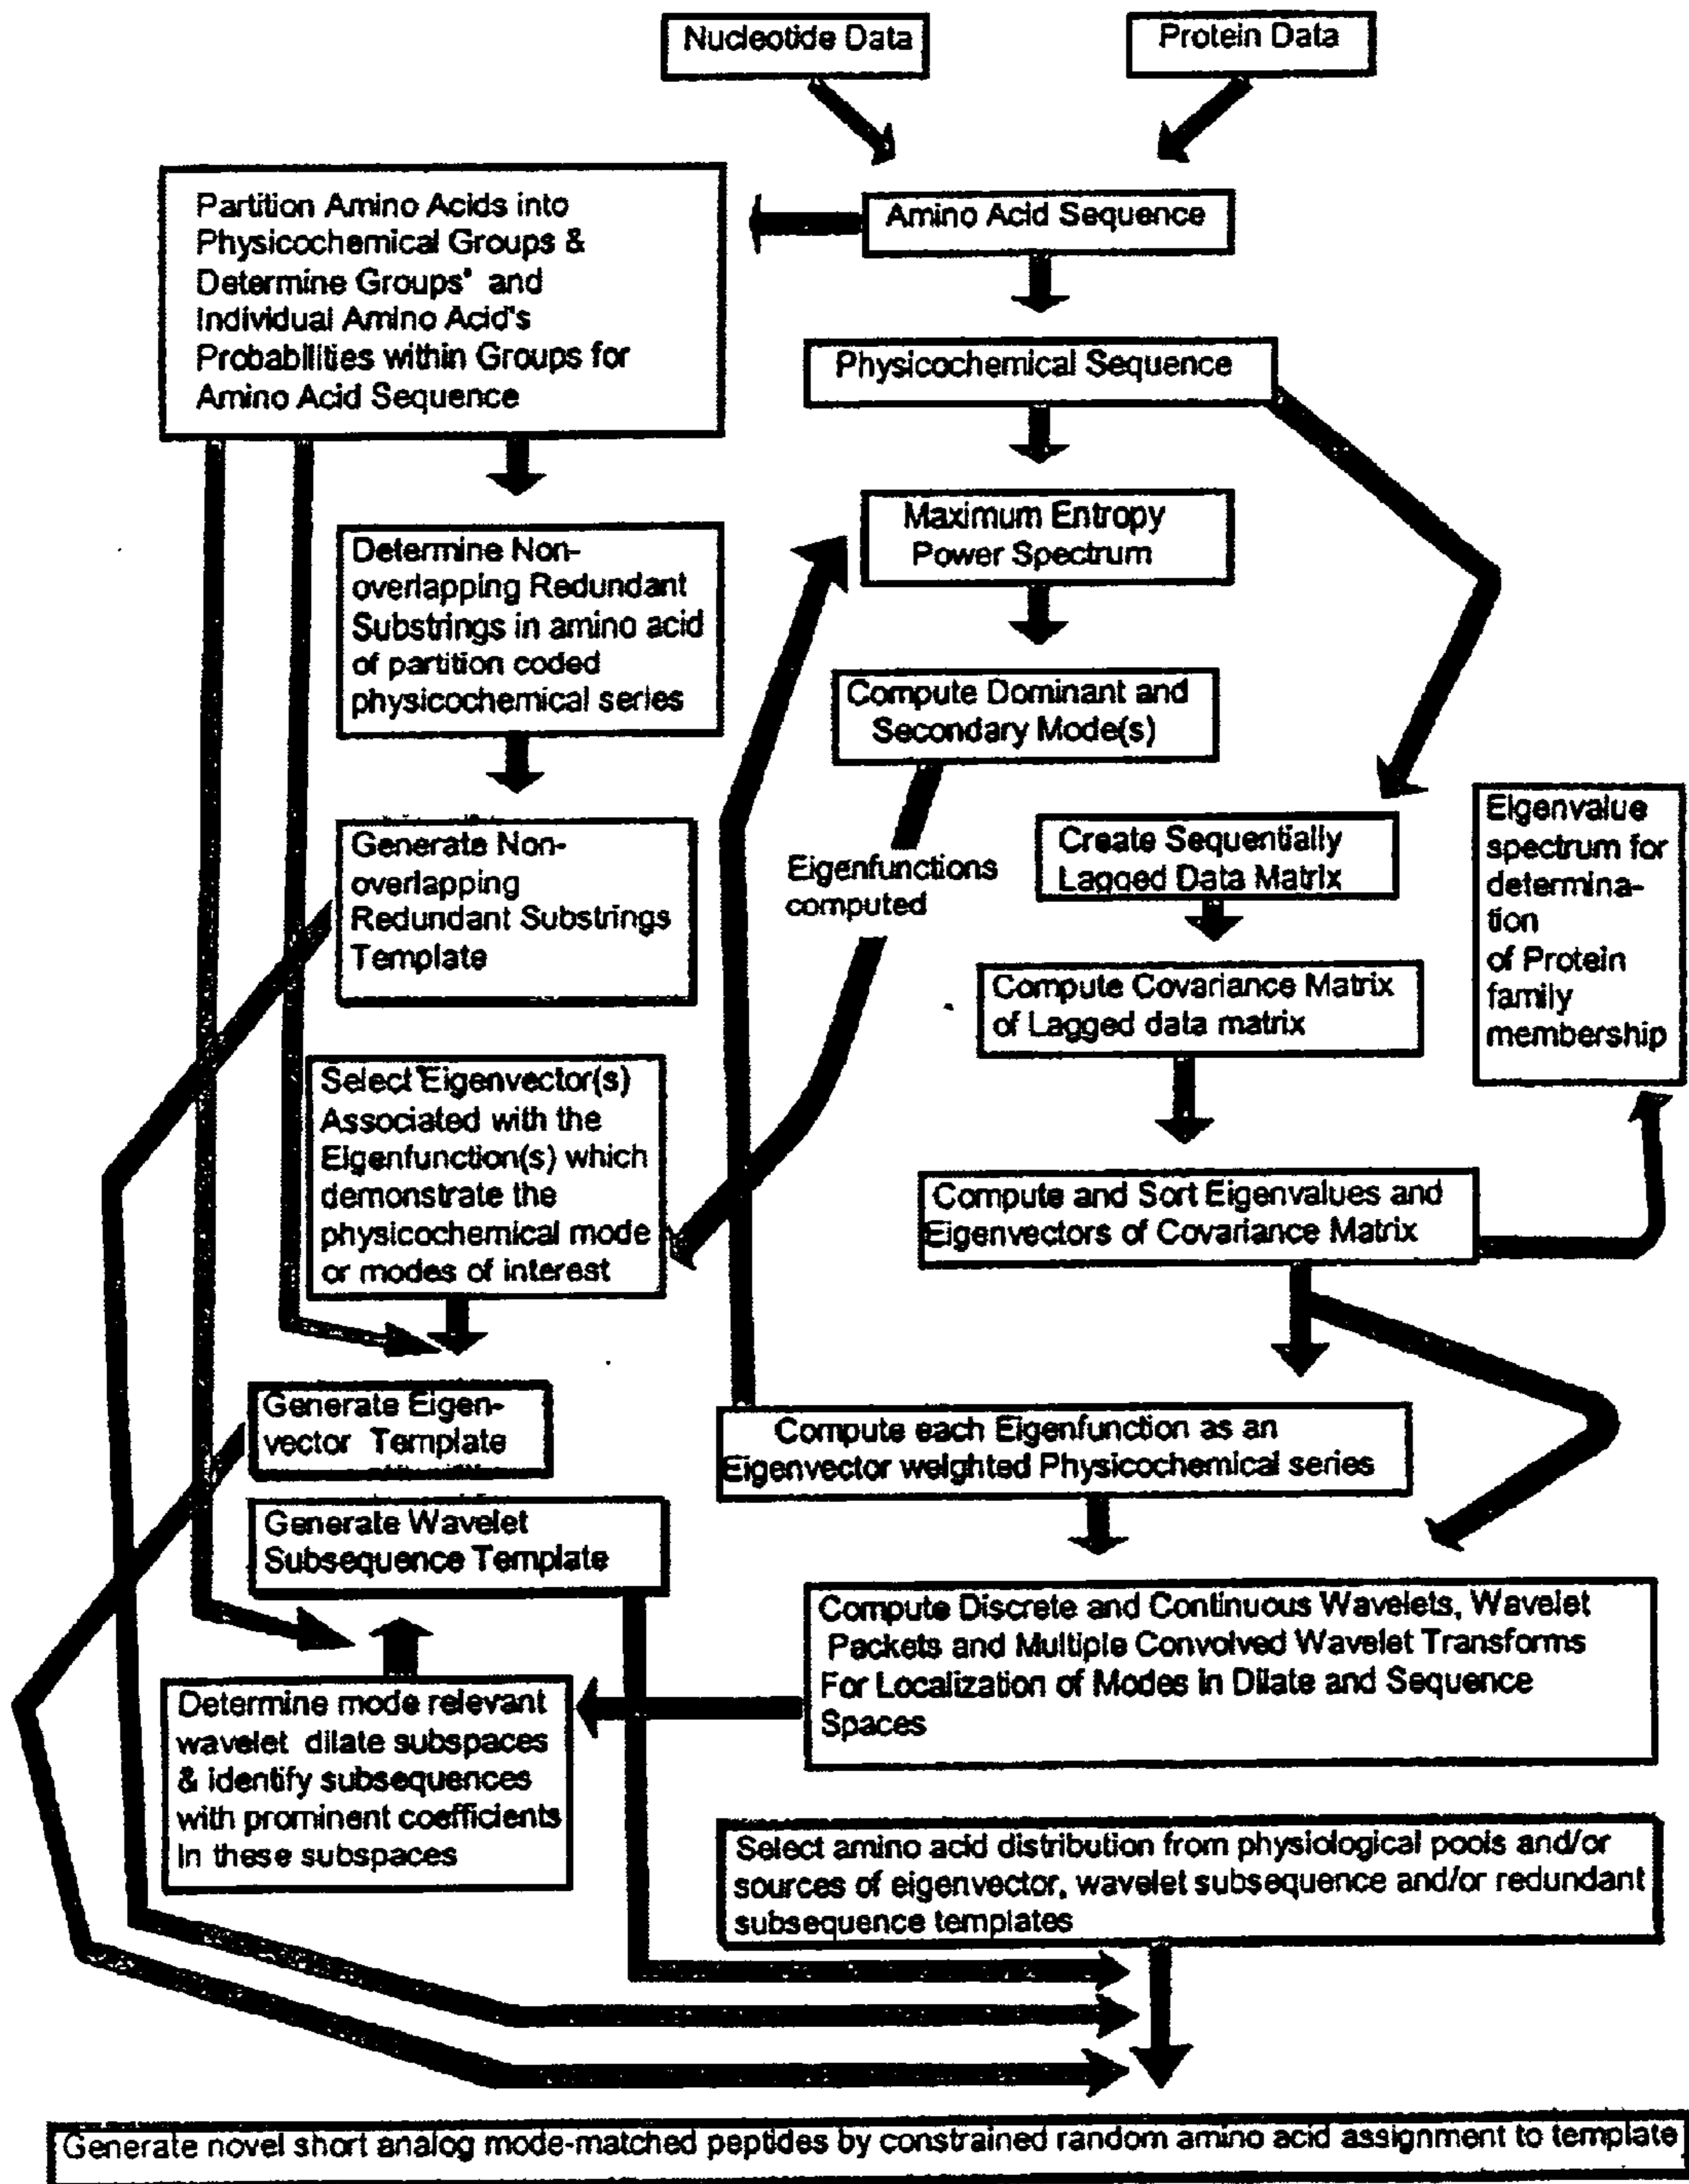 Nucleotide Data
Protein Data
Amino Acid Sequence
Partition Amino Acids into
Physicochemical Groups &
Determine Groups' and
Individual Amino Acid's
Probabilities within Groups for
Amino Acid Sequence
Physicochemical Sequence
Maximum Entropy
Power Spectrum
Determine Non-
overlapping Redundant
Substrings in amino acid
of partition coded
physicochemical series
Compute Dominant and
Secondary Mode(s)
Generate Non-
overlapping
Redundant Substrings
Template
Eigenfunctions
computed
Create Sequentially
Lagged Data Matrix
Eigenvalue
spectrum for
determina-
tion
of Protein
family
membership
Compute Covariance Matrix
of Lagged data matrix
Select Eigenvector(s)
Associated with the
Eigenfunction(s) which
demonstrate the
physicochemical mode
or modes of interest
Compute and Sort Eigenvalues and
Eigenvectors of Covariance Matrix
Generate Eigen-
vector Template
Compute each Eigenfunction as an
Eigenvector weighted Physicochemical series
Generate Wavelet
Subsequence Template
Compute Discrete and Continuous Wavelets, Wavelet
Packets and Multiple Convolved Wavelet Transforms
For Localization of Modes in Dilate and Sequence
Spaces
Determine mode relevant
wavelet dilate subspaces
& identify subsequences
with prominent coefficients
in these subspaces
Select amino acid distribution from physiological pools and/or
sources of eigenvector, wavelet subsequence and/or redundant
subsequence templates
Generate novel short analog mode-matched peptides by constrained random amino acid assignment to template